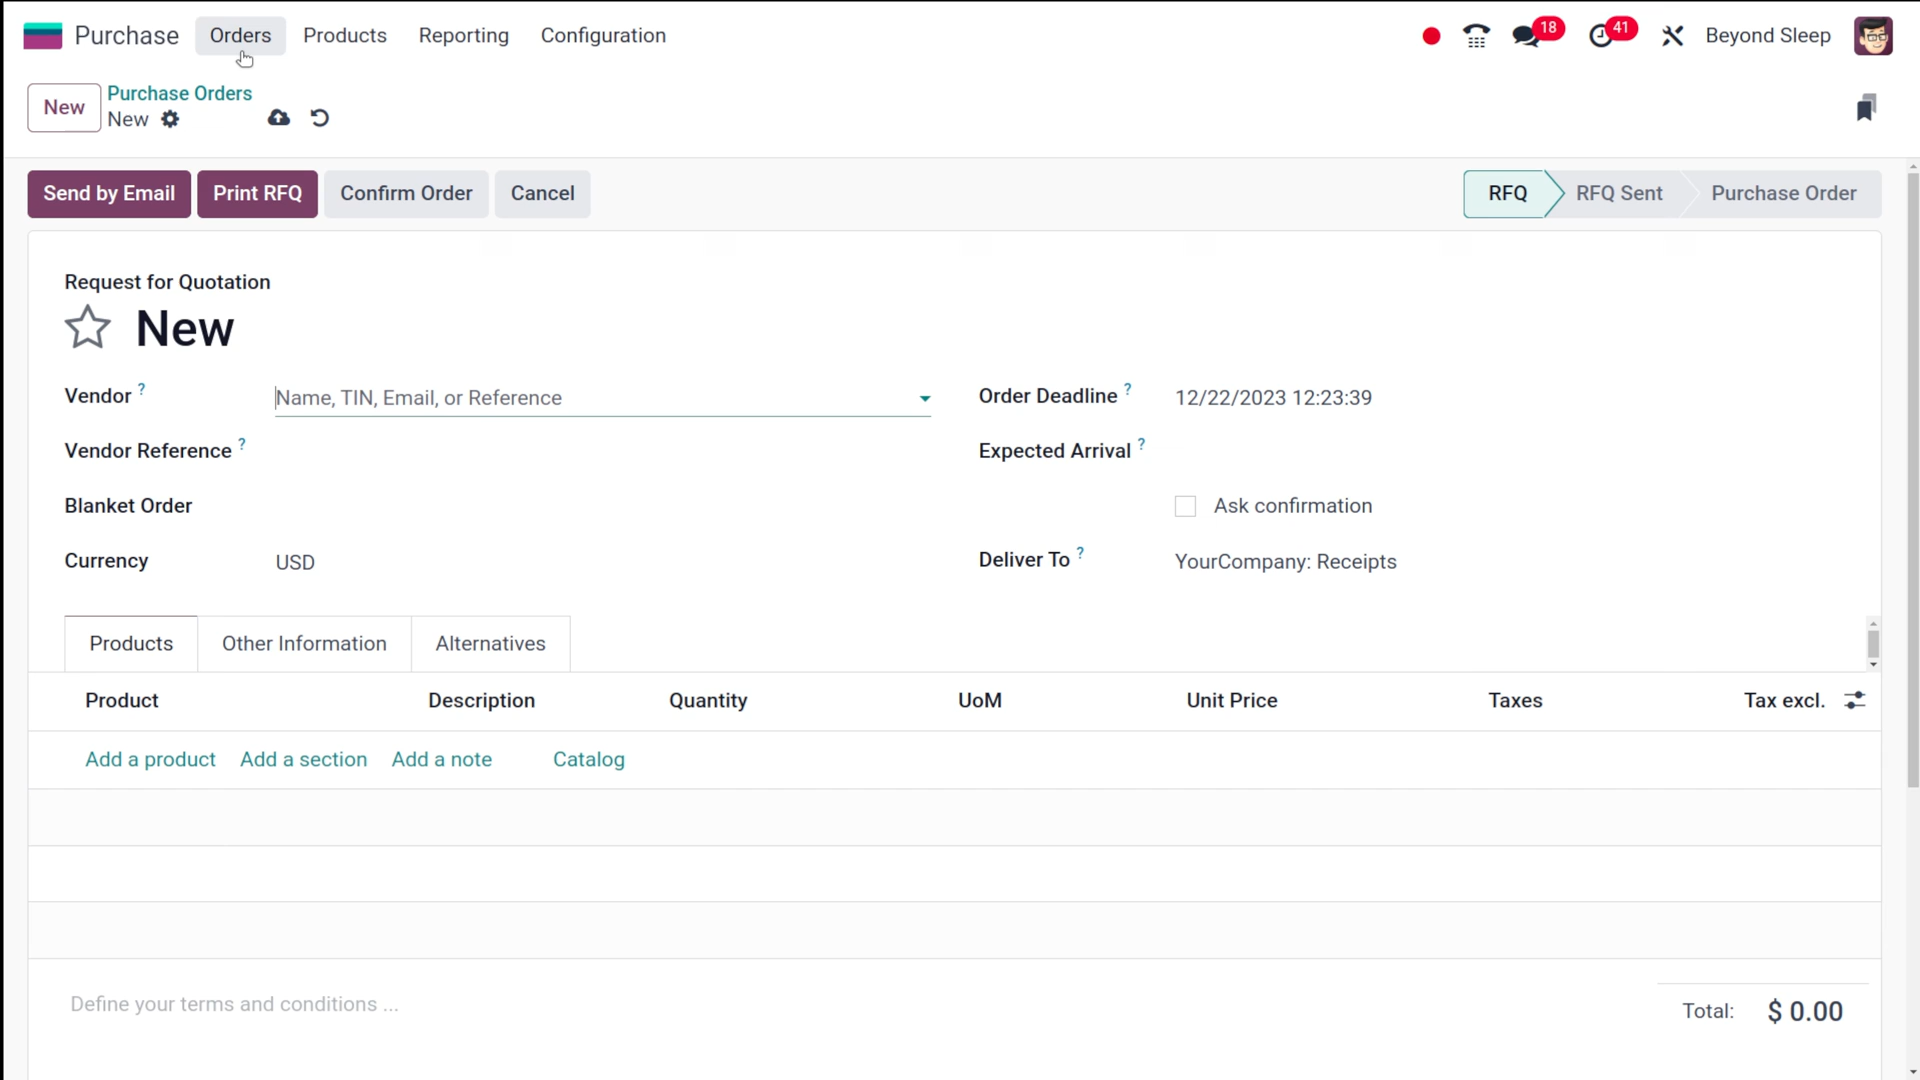 Purchase Orders Products Reporting Configuration 18 41 Beyond Sleep
New Purchase Orders
New
Send by Email Print RFQ Confirm Order Cancel RFQ RFQ Sent Purchase Order
Request for Quotation
New
Vendor ? Name, TIN, Email, or Reference Order Deadline ? 12/22/2023 12:23:39
Vendor Reference ? Expected Arrival ?
Blanket Order Ask confirmation
Currency USD Deliver To ? YourCompany: Receipts
Products Other Information Alternatives
Product Description Quantity UoM Unit Price Taxes Tax excl.
Add a product Add a section Add a note Catalog
Define your terms and conditions ... Total: $ 0.00